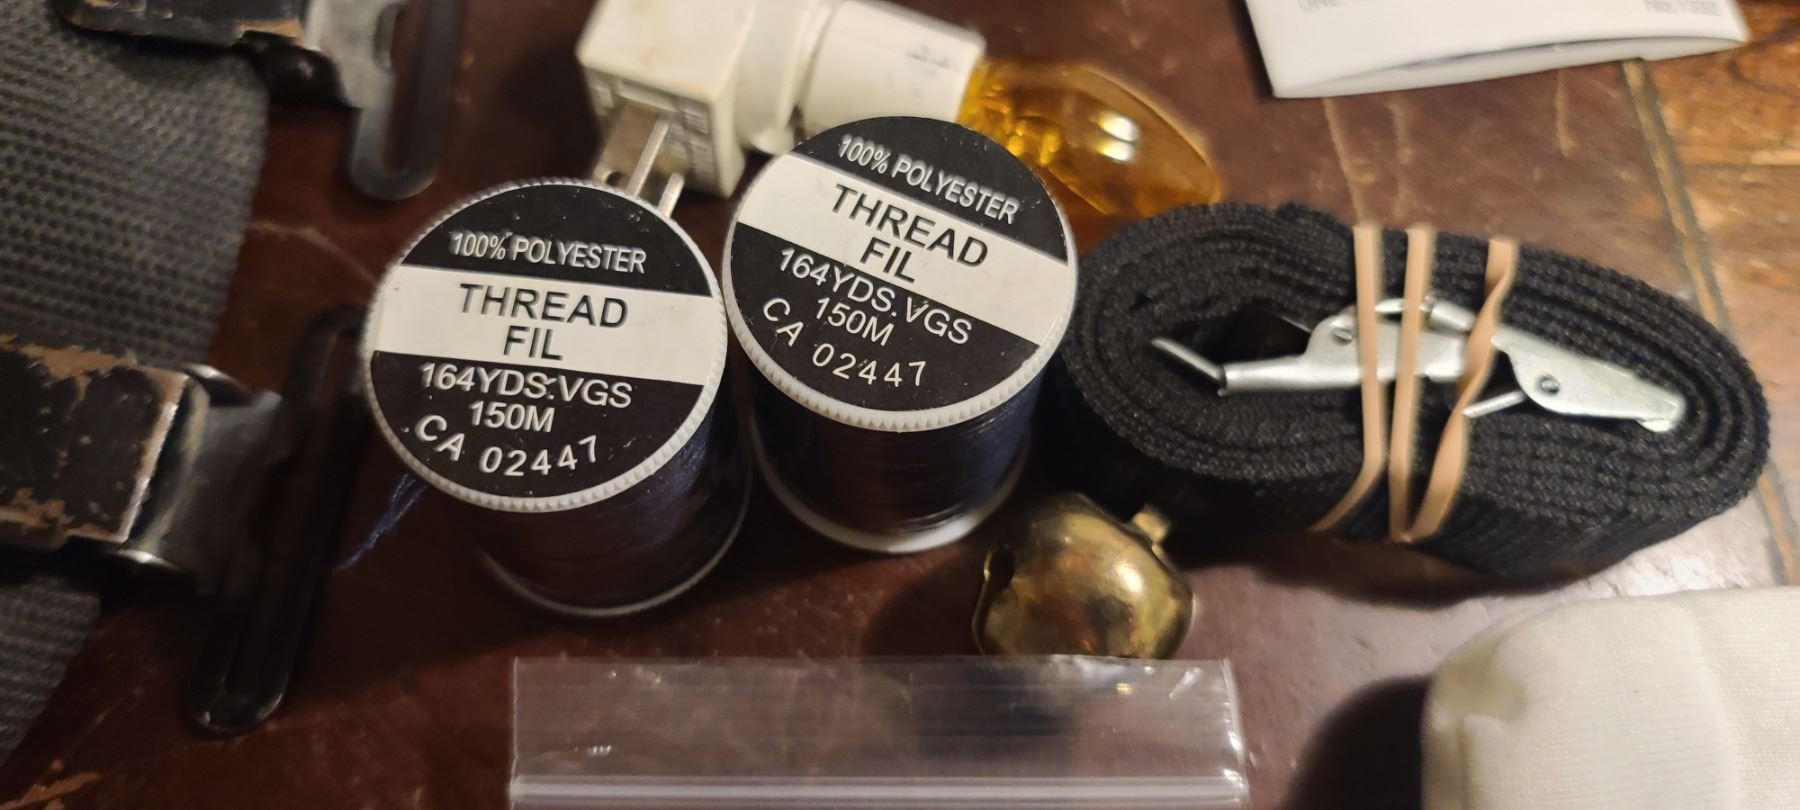 100% POLYESTER
THREAD
FIL
164YDS.VGS
150M
CA 02447
100% POLYESTER
THREAD
FIL
164YDS.VGS
150M
CA 02447